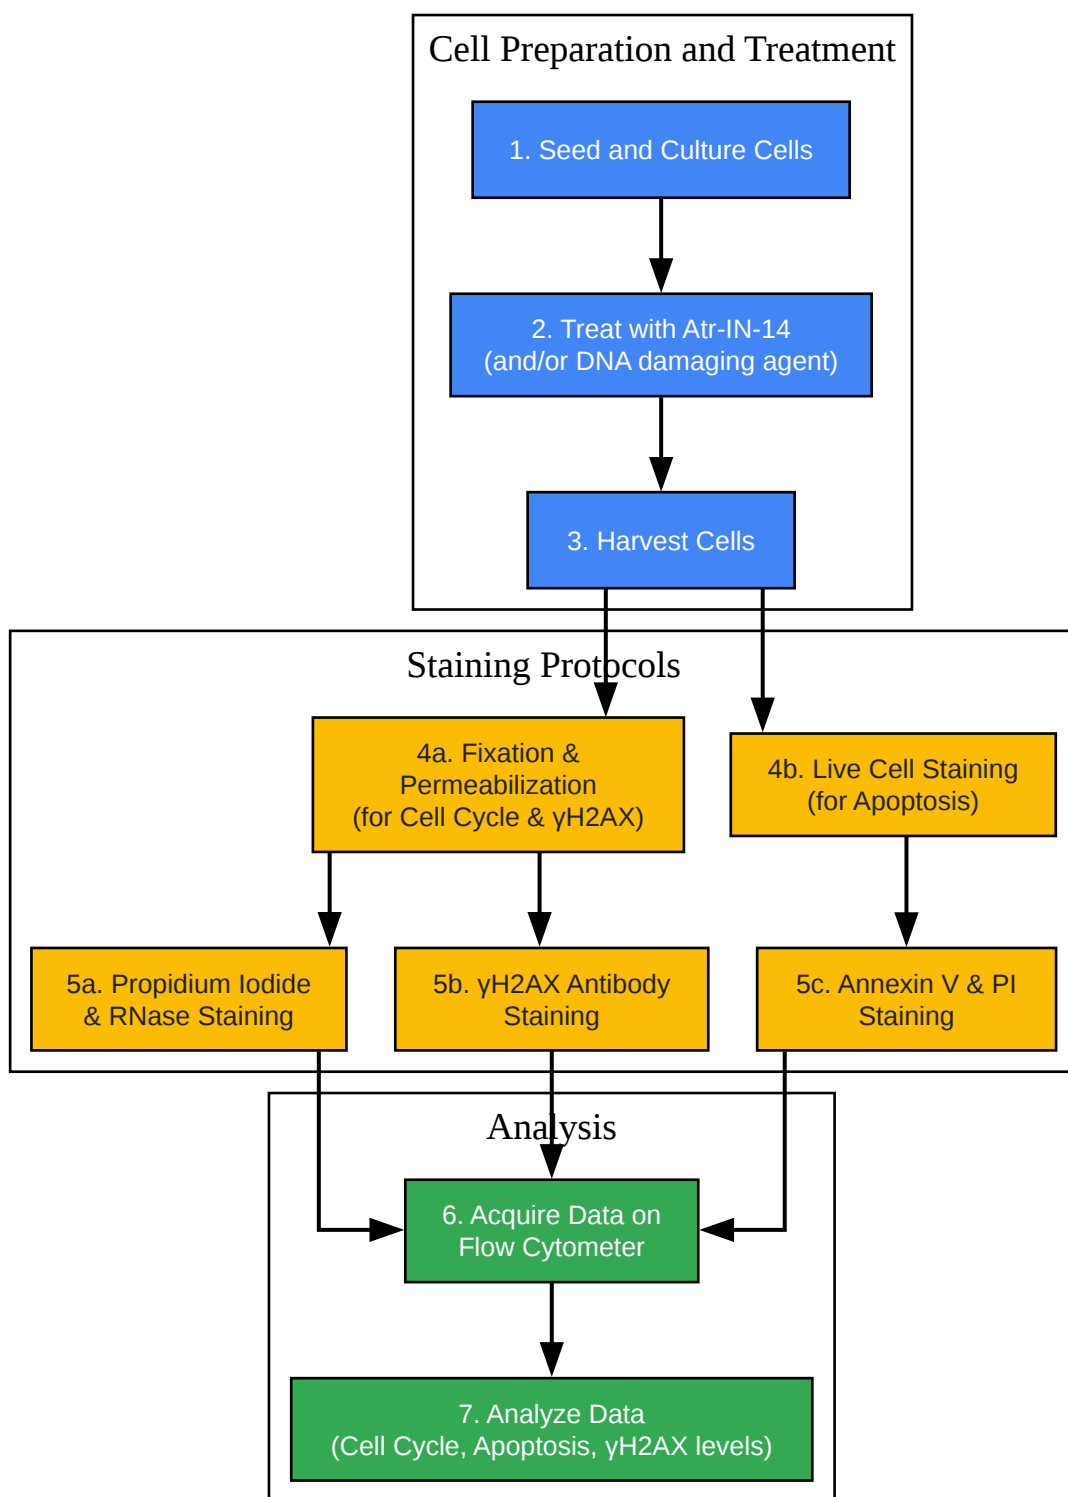 Cell Preparation and Treatment
1. Seed and Culture Cells
2. Treat with Atr-IN-14
(and/or DNA damaging agent)
3. Harvest Cells
Staining Protocols
4a. Fixation &
Permeabilization
(for Cell Cycle & γH2AX)
4b. Live Cell Staining
(for Apoptosis)
5a. Propidium Iodide
& RNase Staining
5b. γH2AX Antibody
Staining
5c. Annexin V & PI
Staining
Analysis
6. Acquire Data on
Flow Cytometer
7. Analyze Data
(Cell Cycle, Apoptosis, γH2AX levels)